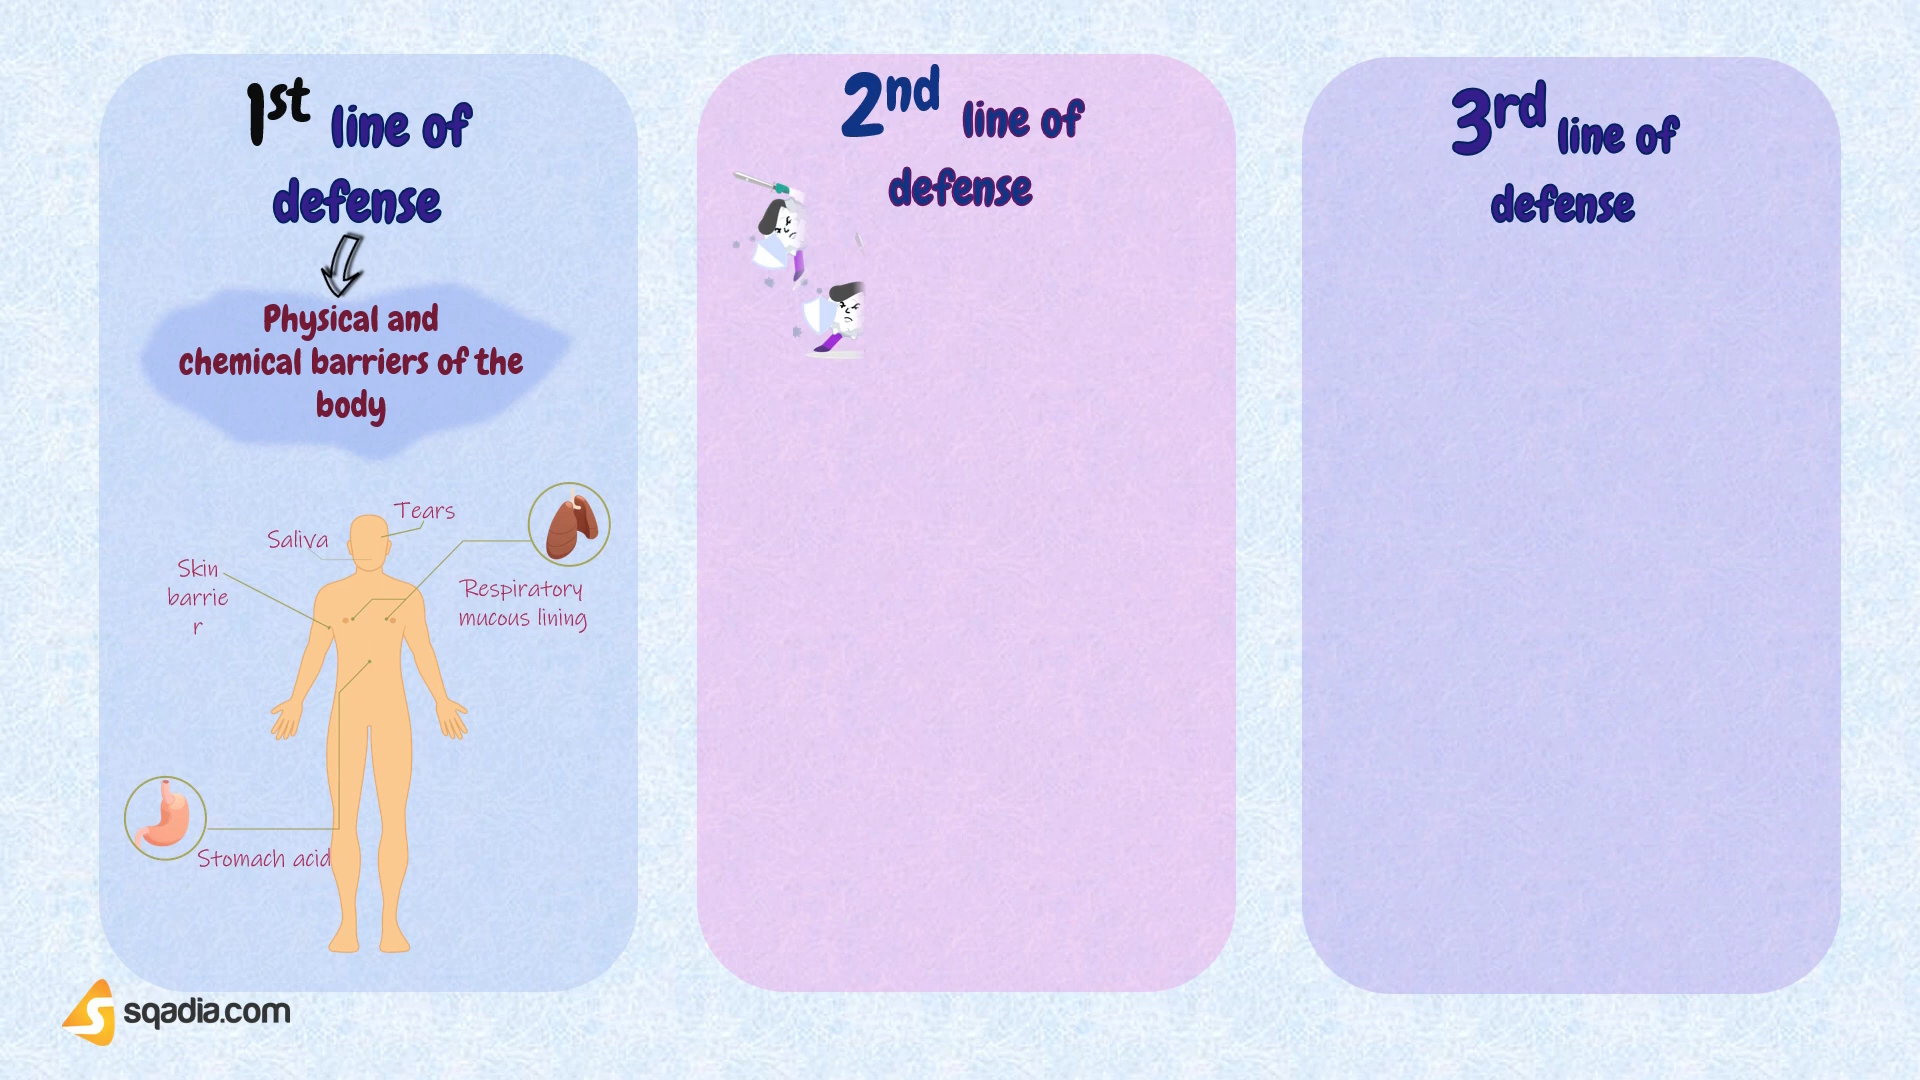 1st line of
defense
Physical and
chemical barriers of the
body
Tears
Saliva
Skin
barrie
r
Respiratory
mucous lining
Stomach acid
2nd line of
defense
3rd line of
defense
sqadia.com